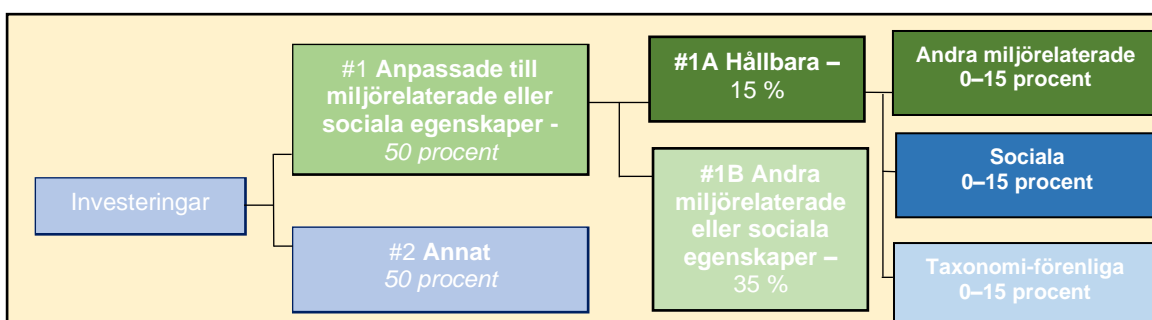 Investeringar
#1 Anpassade till
miljörelaterade eller
sociala egenskaper -
50 procent
#2 Annat
50 procent
#1A Hållbara –
15 %
#1B Andra
miljörelaterade
eller sociala
egenskaper –
35 %
Andra miljörelaterade
0–15 procent
Sociala
0–15 procent
Taxonomi-förenliga
0–15 procent